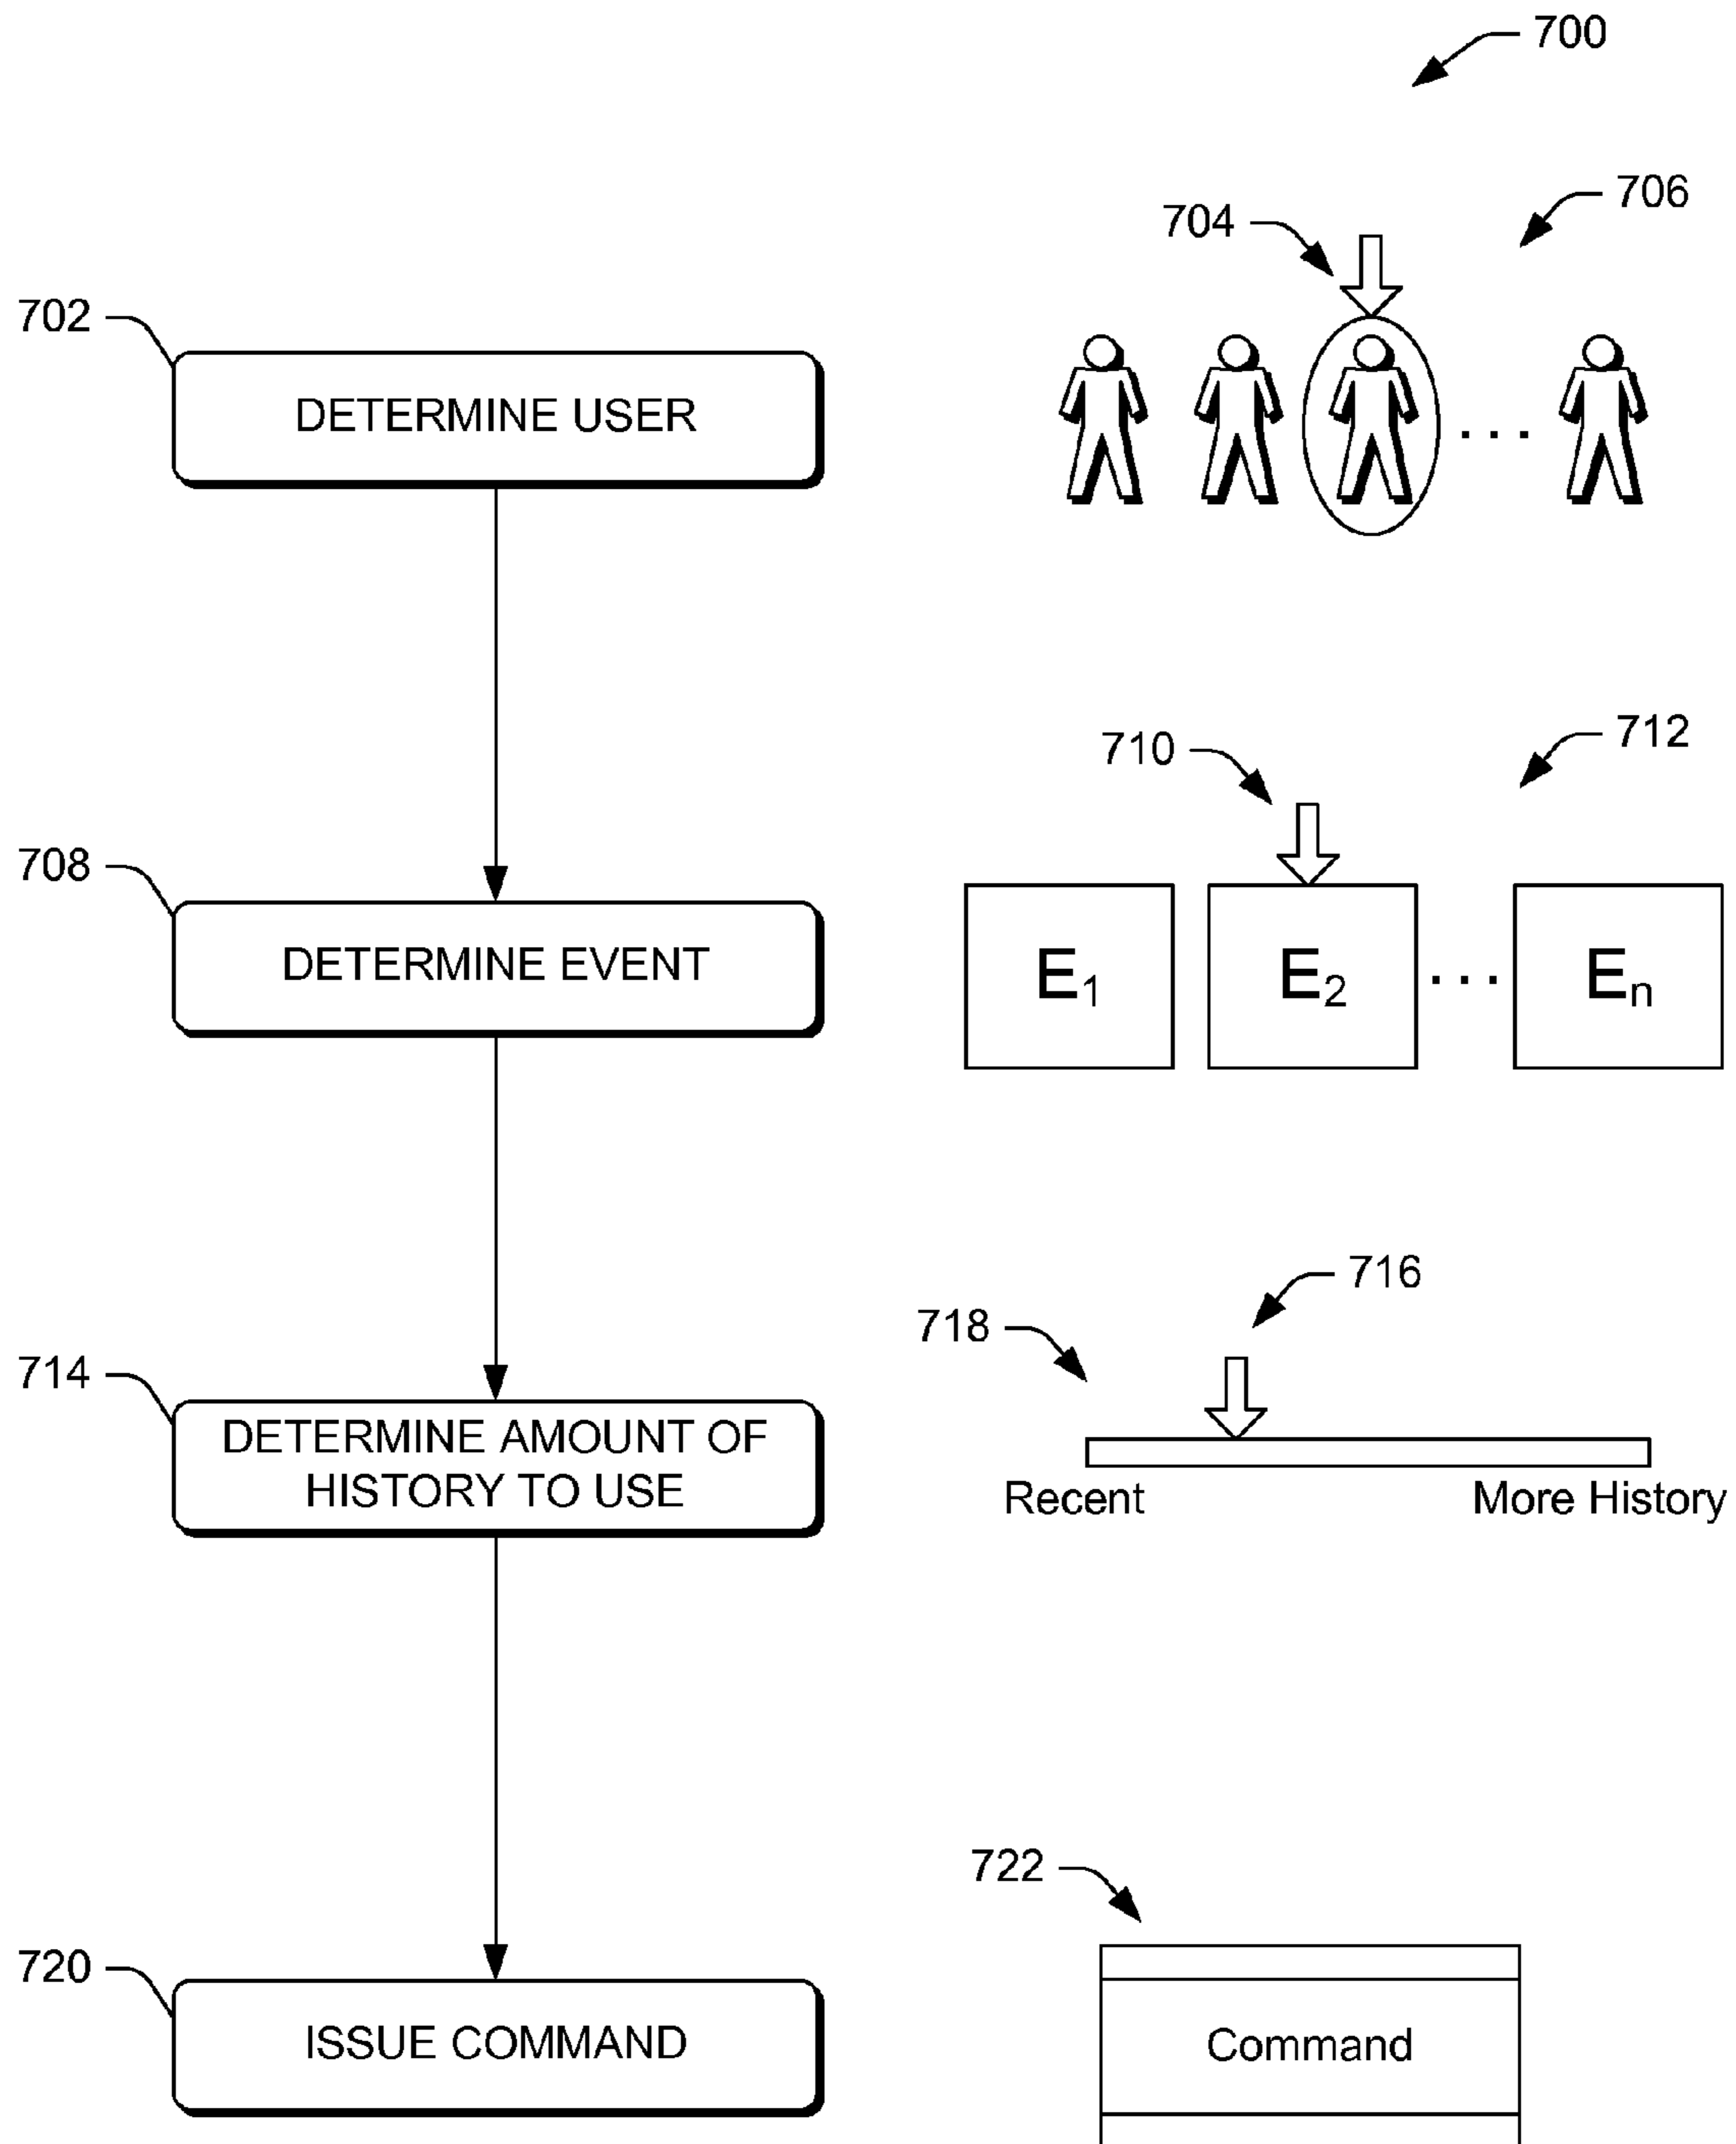 700
706
704
702
DETERMINE USER
. . .
712
710
708
DETERMINE EVENT
E1 E2 . . . En
716
718
714
DETERMINE AMOUNT OF
HISTORY TO USE
Recent More History
722
720
ISSUE COMMAND
Command